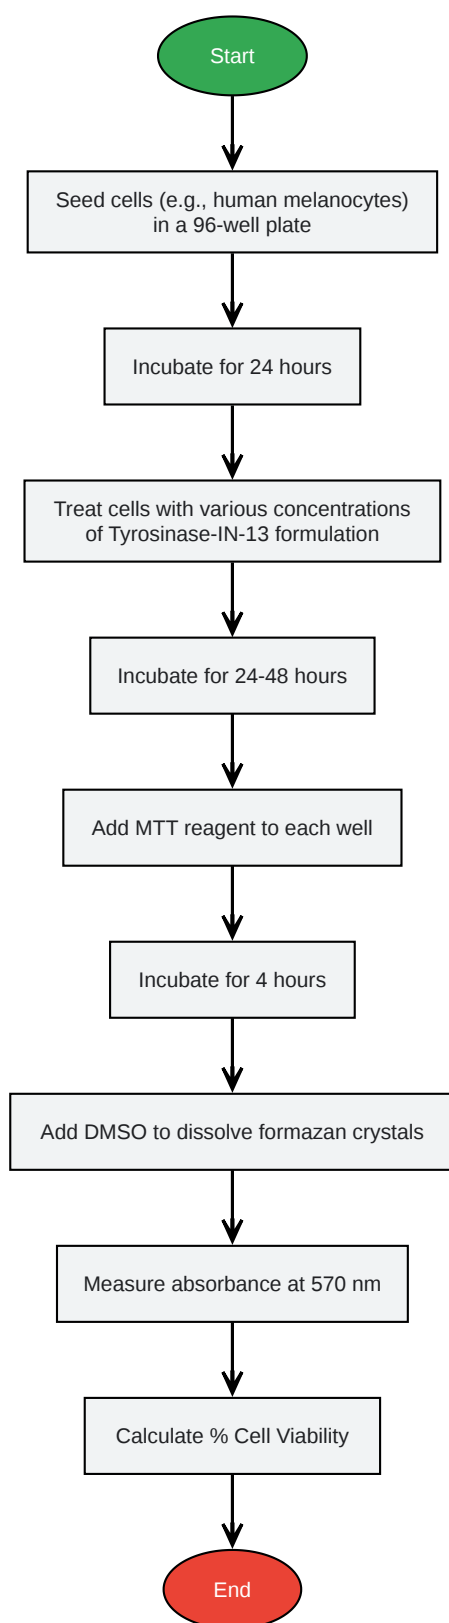 Start
Seed cells (e.g., human melanocytes)
in a 96-well plate
Incubate for 24 hours
Treat cells with various concentrations
of Tyrosinase-IN-13 formulation
Incubate for 24-48 hours
Add MTT reagent to each well
Incubate for 4 hours
Add DMSO to dissolve formazan crystals
Measure absorbance at 570 nm
Calculate % Cell Viability
End